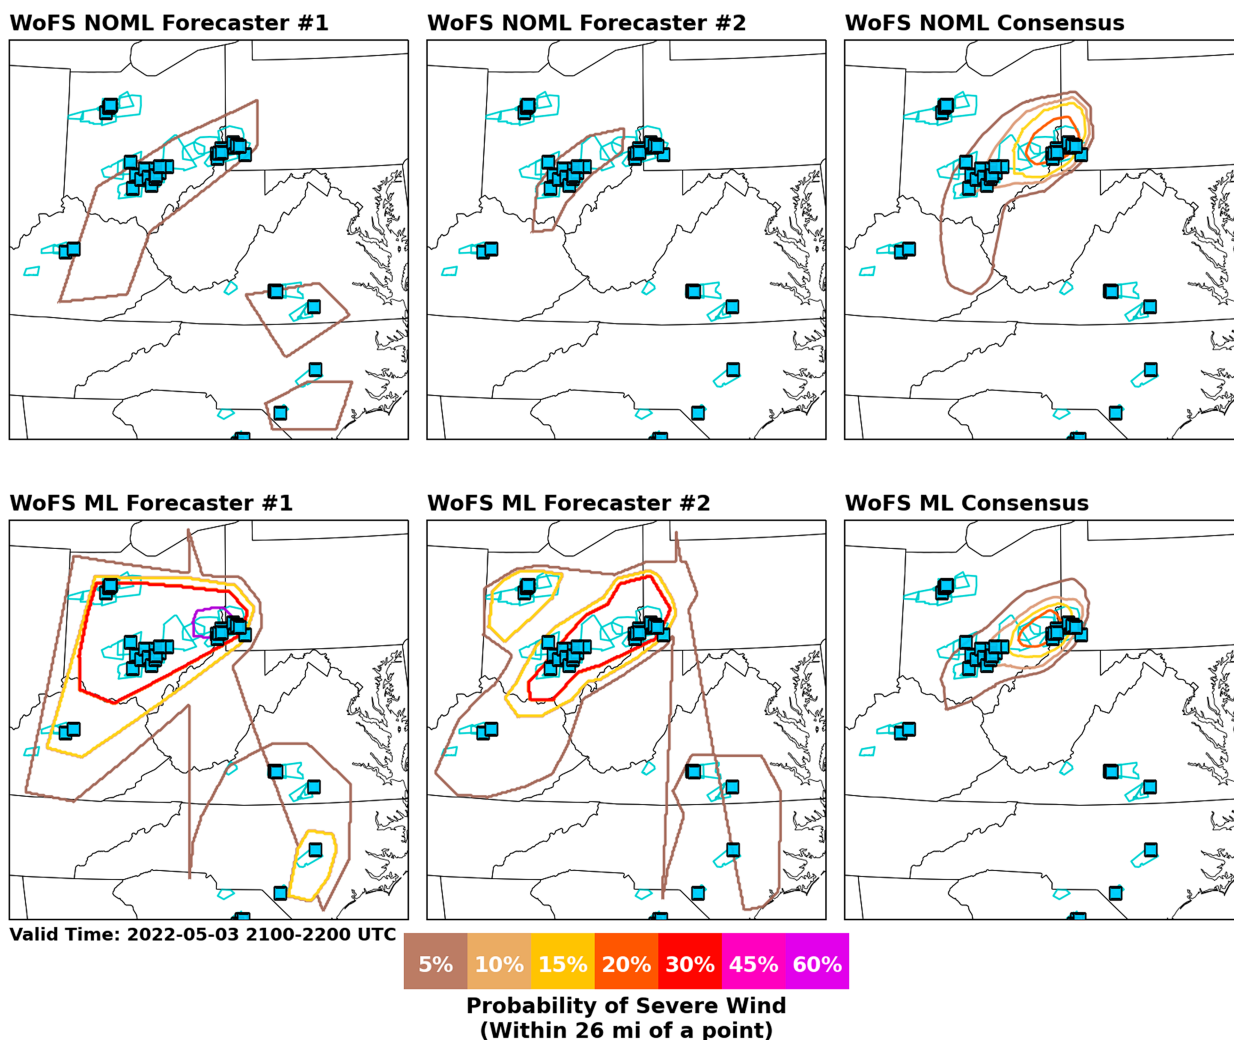 WoFS NOML Forecaster #1
WoFS NOML Forecaster #2
WoFS NOML Consensus
WoFS ML Forecaster #1
WoFS ML Forecaster #2
WoFS ML Consensus
Valid Time: 2022-05-03 2100-2200 UTC
5% 10% 15% 20% 30% 45% 60%
Probability of Severe Wind
(Within 26 mi of a point)